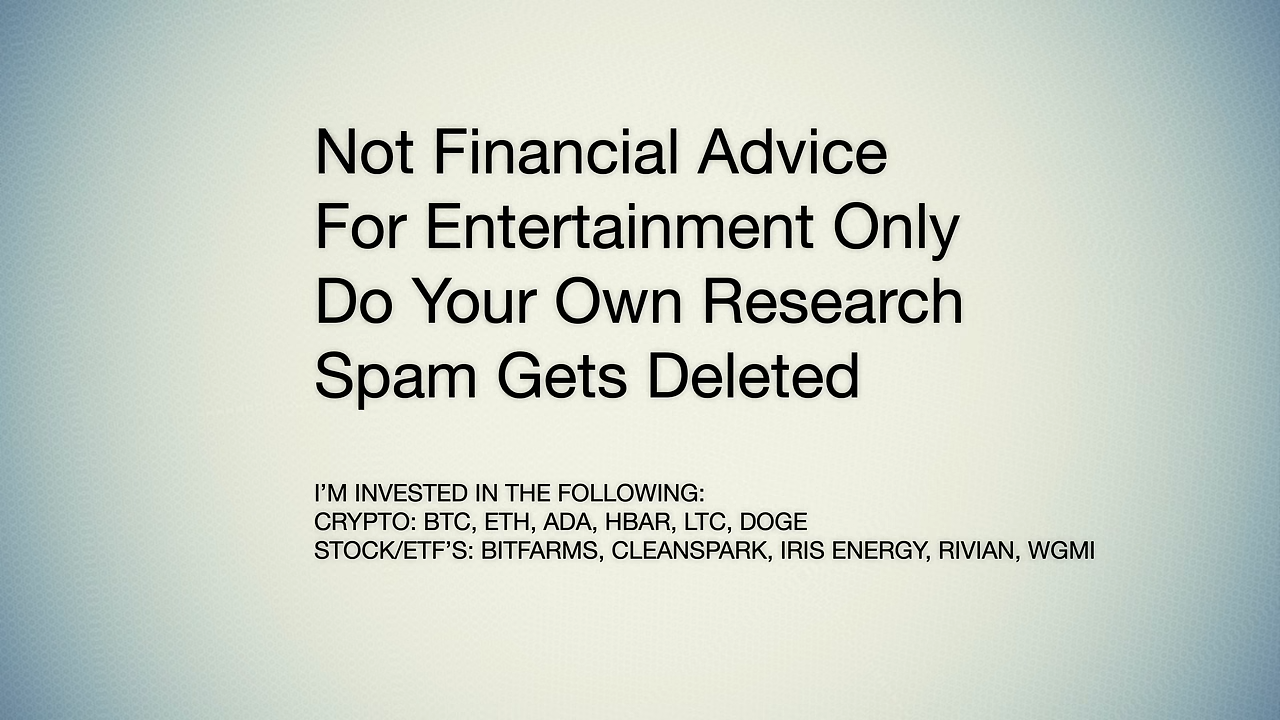 Not Financial Advice
For Entertainment Only
Do Your Own Research
Spam Gets Deleted
I’M INVESTED IN THE FOLLOWING:
CRYPTO: BTC, ETH, ADA, HBAR, LTC, DOGE
STOCK/ETF’S: BITFARMS, CLEANSPARK, IRIS ENERGY, RIVIAN, WGMI